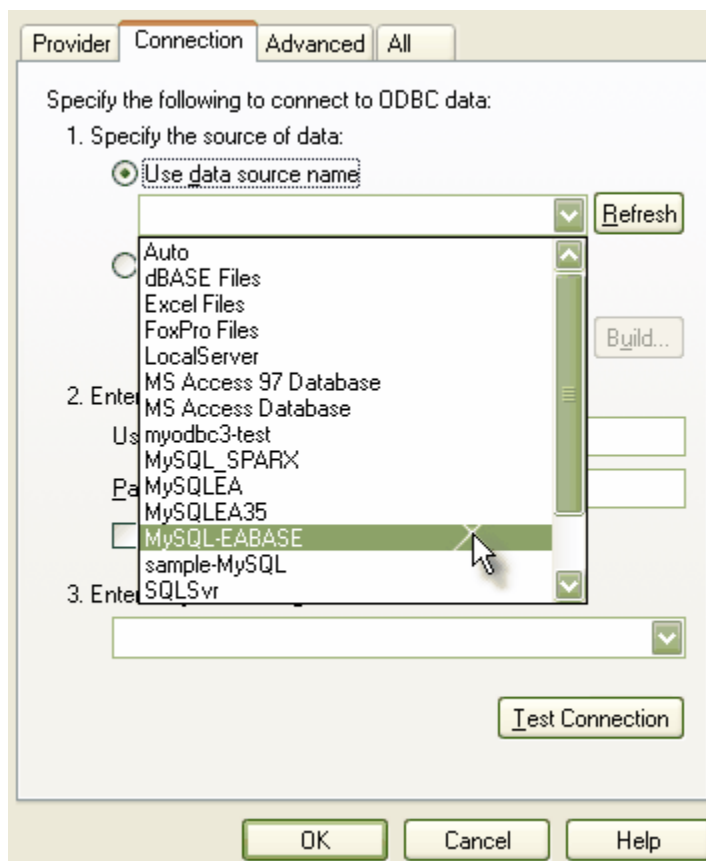 Provider Connection Advanced All
Specify the following to connect to ODBC data:
1. Specify the source of data:
Use data source name
Refresh
Auto
dBASE Files
Excel Files
FoxPro Files
LocalServer
Build...
MS Access 97 Database
2. Enter
MS Access Database
Us
myodbc3-test
MySQL_SPARX
Pa
MySQLEA
MySQLEA35
MySQL-EABASE
sample-MySQL
SQLSvr
3. Enter
Test Connection
OK Cancel Help